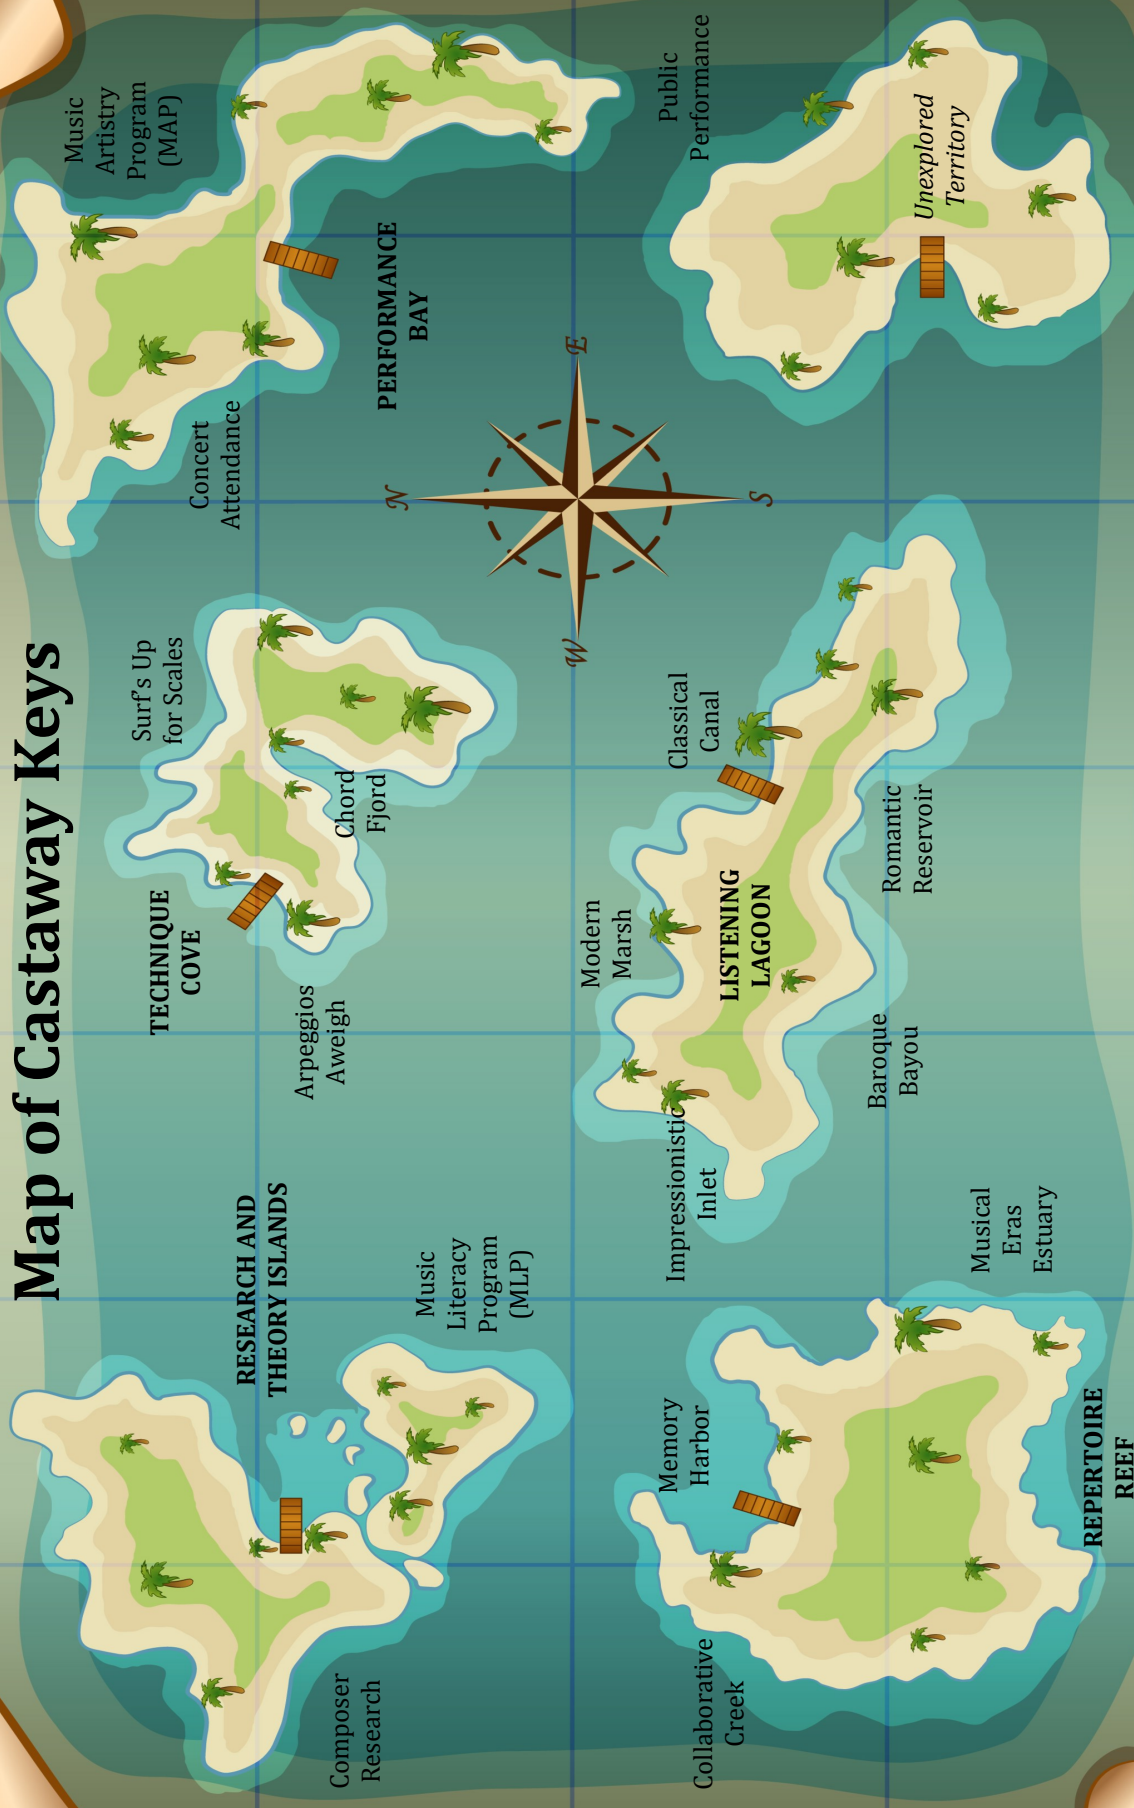 Map of Castaway Keys
RESEARCH AND
THEORY ISLANDS
Composer
Research
Music
Literacy
Program
(MLP)
TECHNIQUE
COVE
Surf's Up
for Scales
Arpeggios
Aweigh
Chord
Fjord
Music
Artistry
Program
(MAP)
Concert
Attendance
PERFORMANCE
BAY
N
W
E
S
Collaborative
Creek
Memory
Harbor
Musical
Eras
Estuary
REPERTOIRE
REEF
Impressionistic
Inlet
Modern
Marsh
Classical
Canal
LISTENING
LAGOON
Baroque
Bayou
Romantic
Reservoir
Public
Performance
Unexplored
Territory